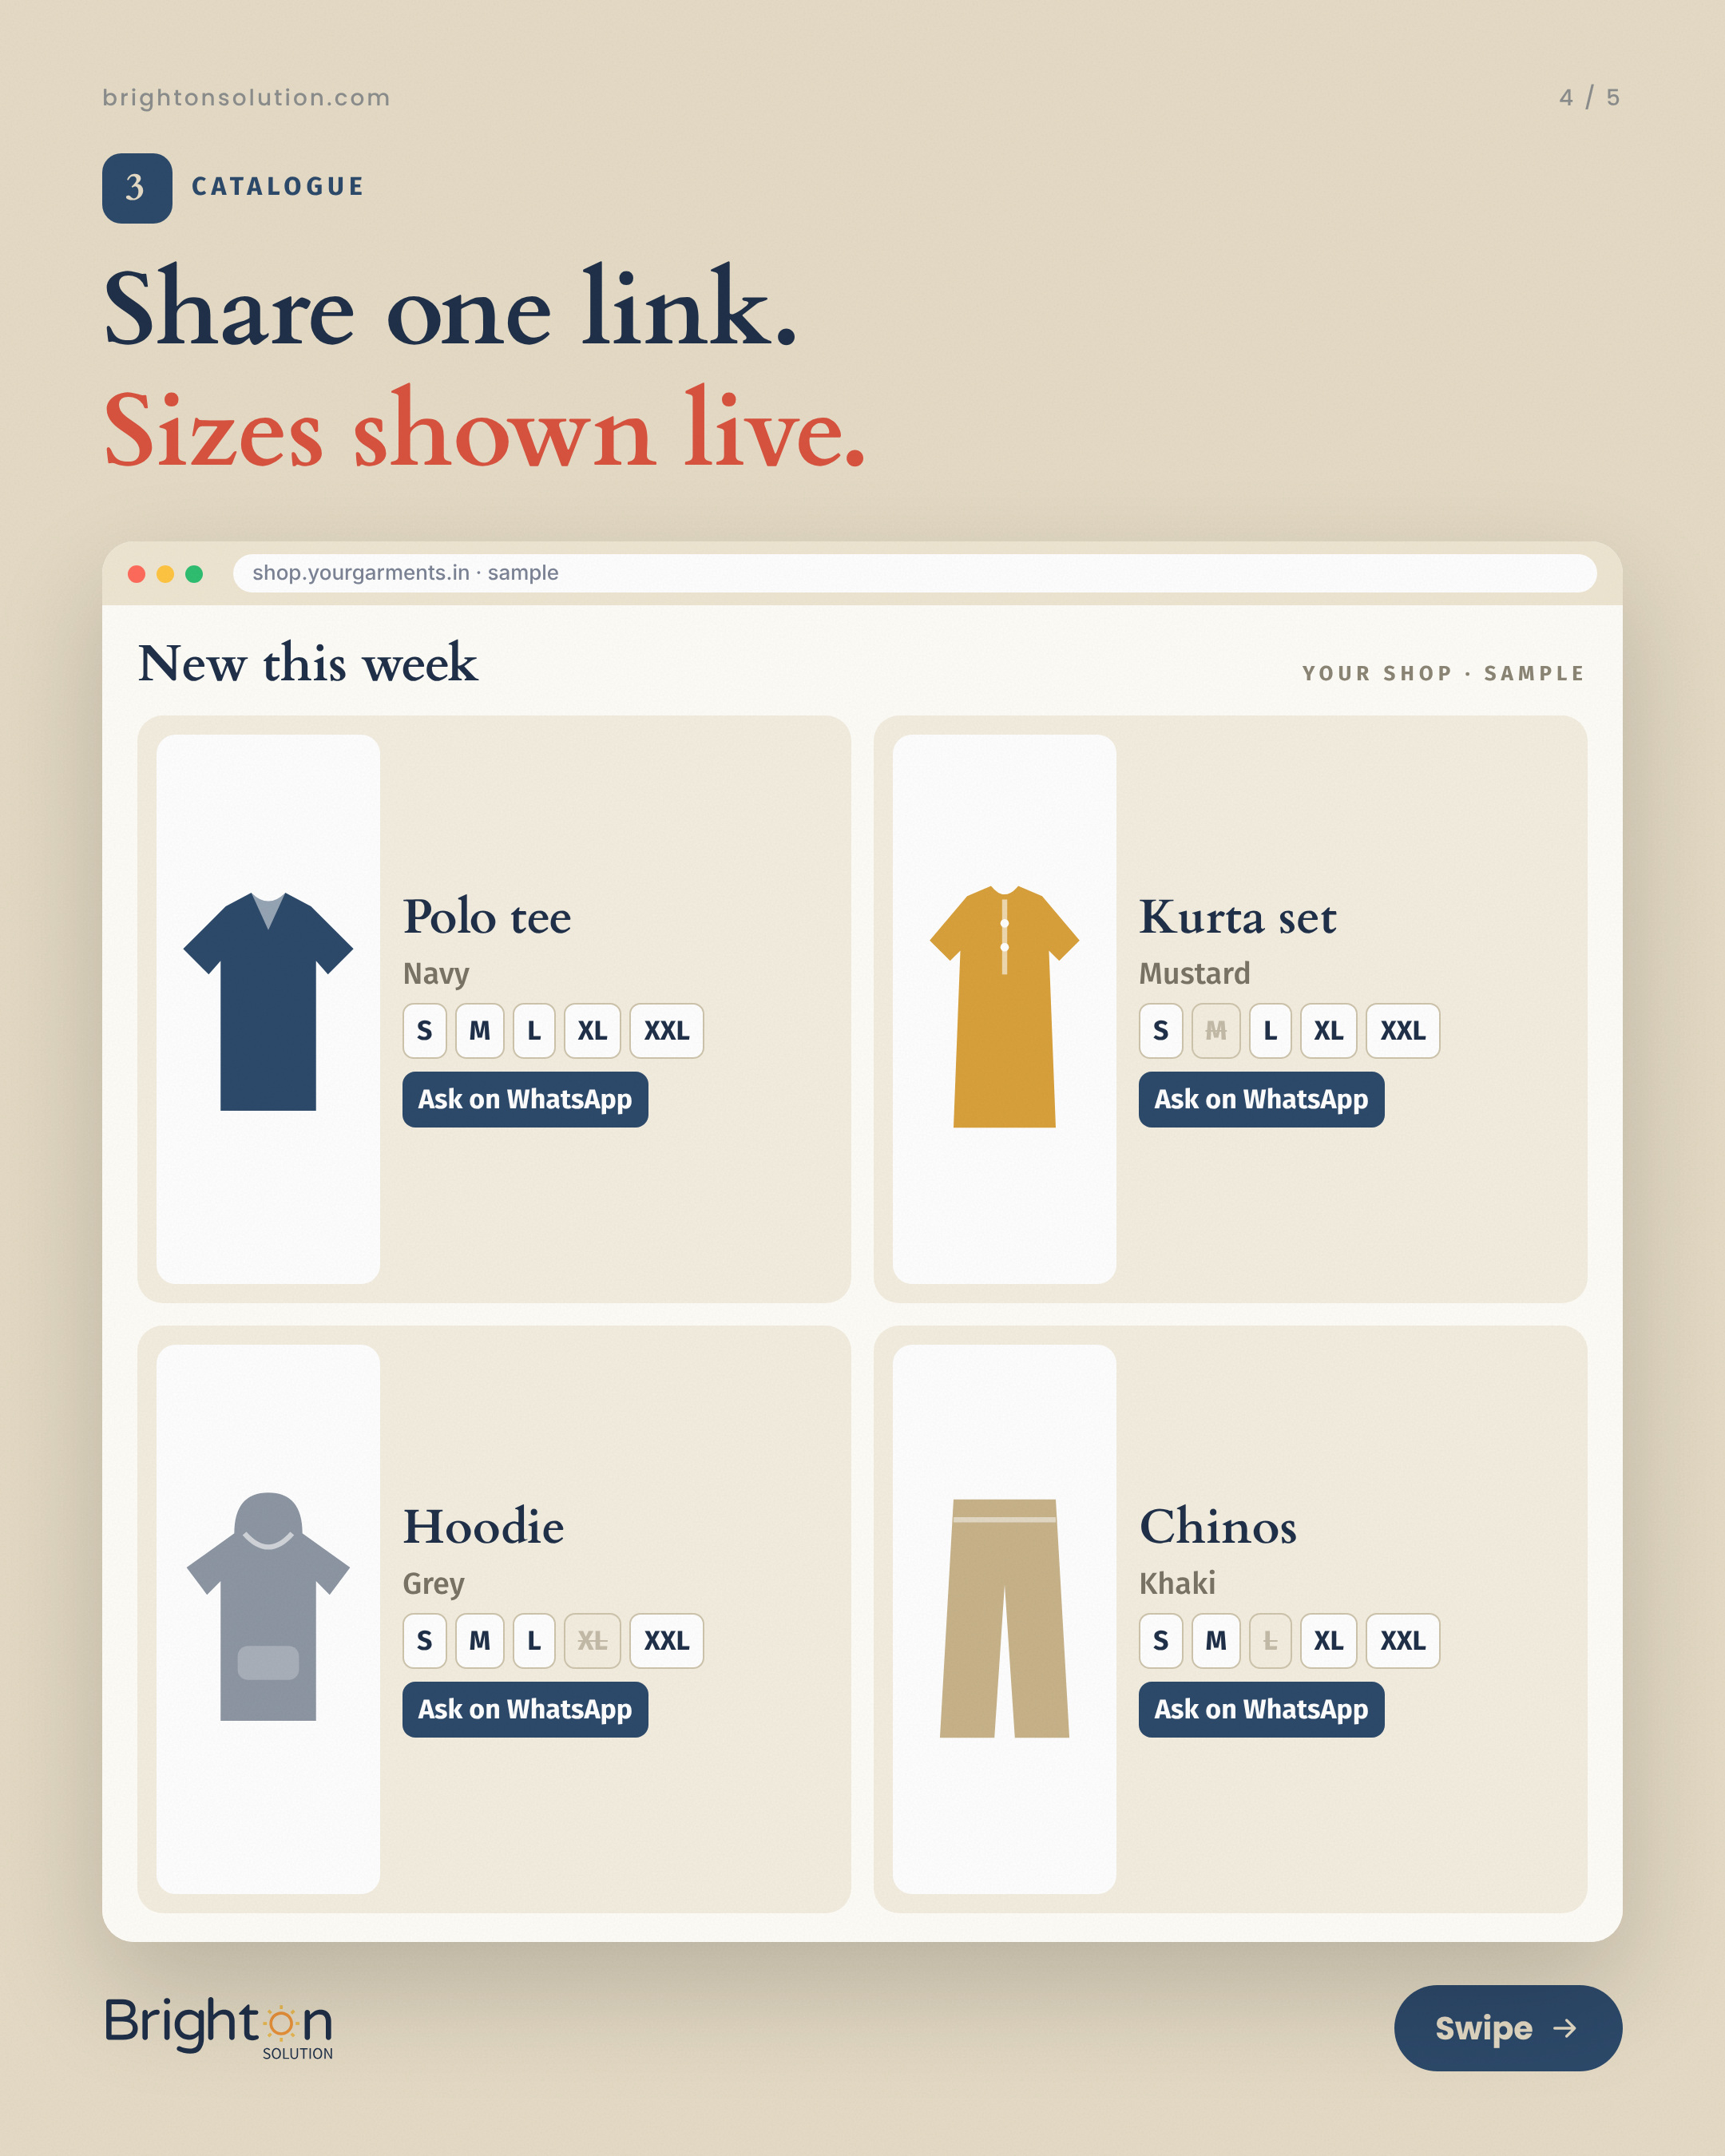 brightonsolution.com
4 / 5
3 CATALOGUE
Share one link.
Sizes shown live.
shop.yourgarments.in · sample
New this week
YOUR SHOP · SAMPLE
Polo tee
Navy
S M L XL XXL
Ask on WhatsApp
Kurta set
Mustard
S M L XL XXL
Ask on WhatsApp
Hoodie
Grey
S M L XL XXL
Ask on WhatsApp
Chinos
Khaki
S M L XL XXL
Ask on WhatsApp
Brighton
SOLUTION
Swipe →